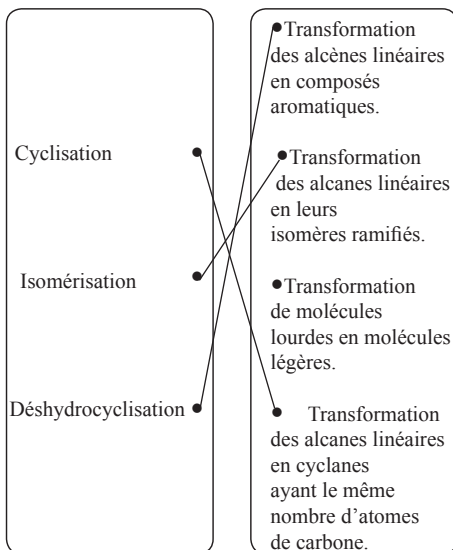 Cyclisation
Isomérisation
Déshydrocyclisation
•Transformation
des alcènes linéaires
en composés
aromatiques.
•Transformation
des alcanes linéaires
en leurs
isomères ramifiés.
•Transformation
de molécules
lourdes en molécules
légères.
• Transformation
des alcanes linéaires
en cyclanes
ayant le même
nombre d’atomes
de carbone.